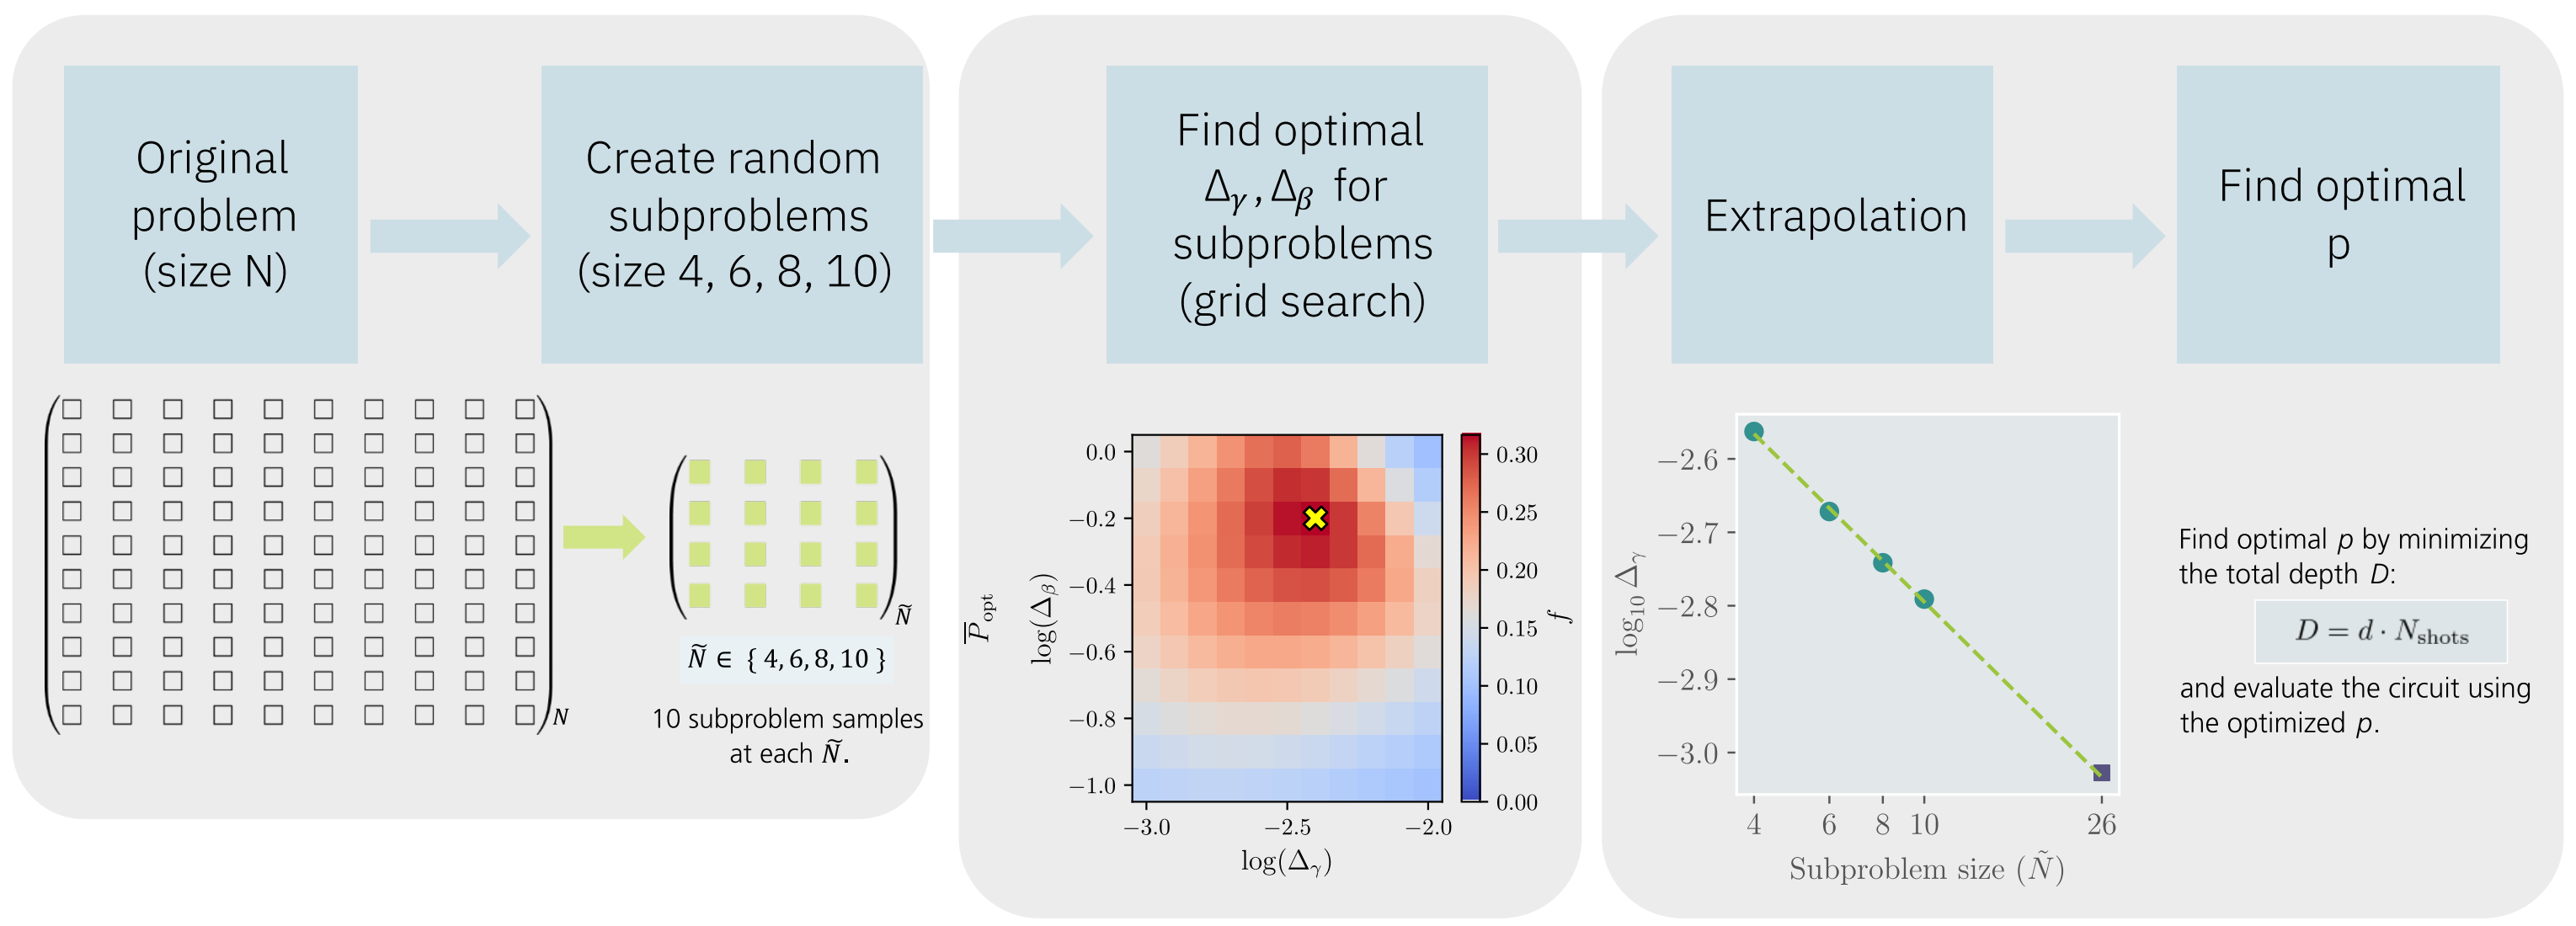 Original
problem
(size N)
Create random
subproblems
(size 4, 6, 8, 10)
Find optimal
Δγ , Δβ for
subproblems
(grid search)
Extrapolation
Find optimal
p
N
Ñ
Ñ ∈ { 4, 6, 8, 10 }
10 subproblem samples
at each Ñ.
P̅opt
log(Δβ)
0.0
−0.2
−0.4
−0.6
−0.8
−1.0
−3.0 −2.5 −2.0
log(Δγ)
0.30
0.25
0.20
0.15
0.10
0.05
0.00
f
log10 Δγ
−2.6
−2.7
−2.8
−2.9
−3.0
4 6 8 10 26
Subproblem size (Ñ)
Find optimal p by minimizing
the total depth D:
D = d · Nshots
and evaluate the circuit using
the optimized p.